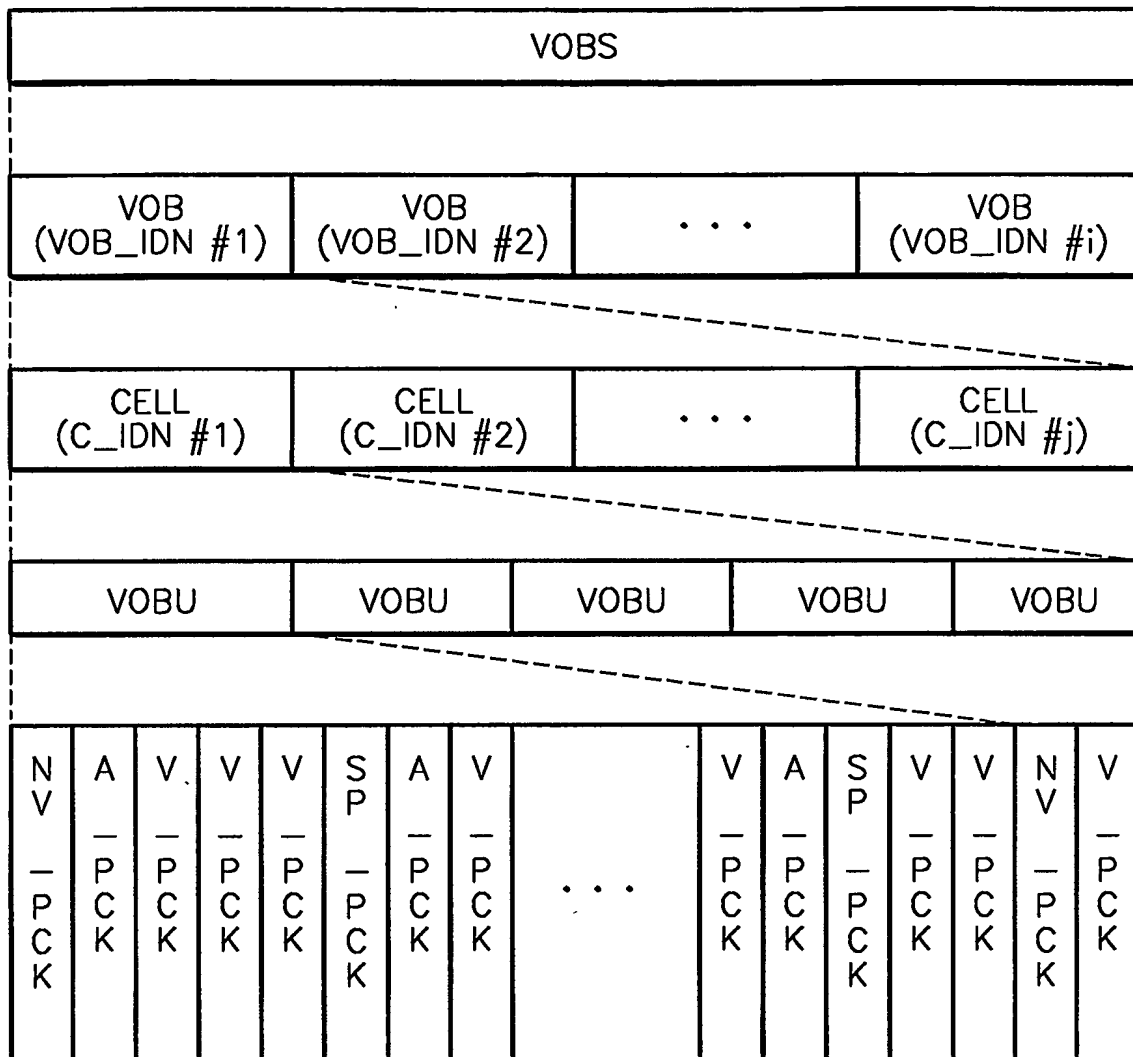 VOBS
VOB VOB ... VOB
(VOB_IDN #1) (VOB_IDN #2) (VOB_IDN #i)
CELL CELL ... CELL
(C_IDN #1) (C_IDN #2) (C_IDN #j)
VOBU VOBU VOBU VOBU VOBU
NV_PCK A_PCK V_PCK V_PCK V_PCK SP_PCK A_PCK V_PCK ... V_PCK A_PCK SP_PCK V_PCK V_PCK NV_PCK V_PCK